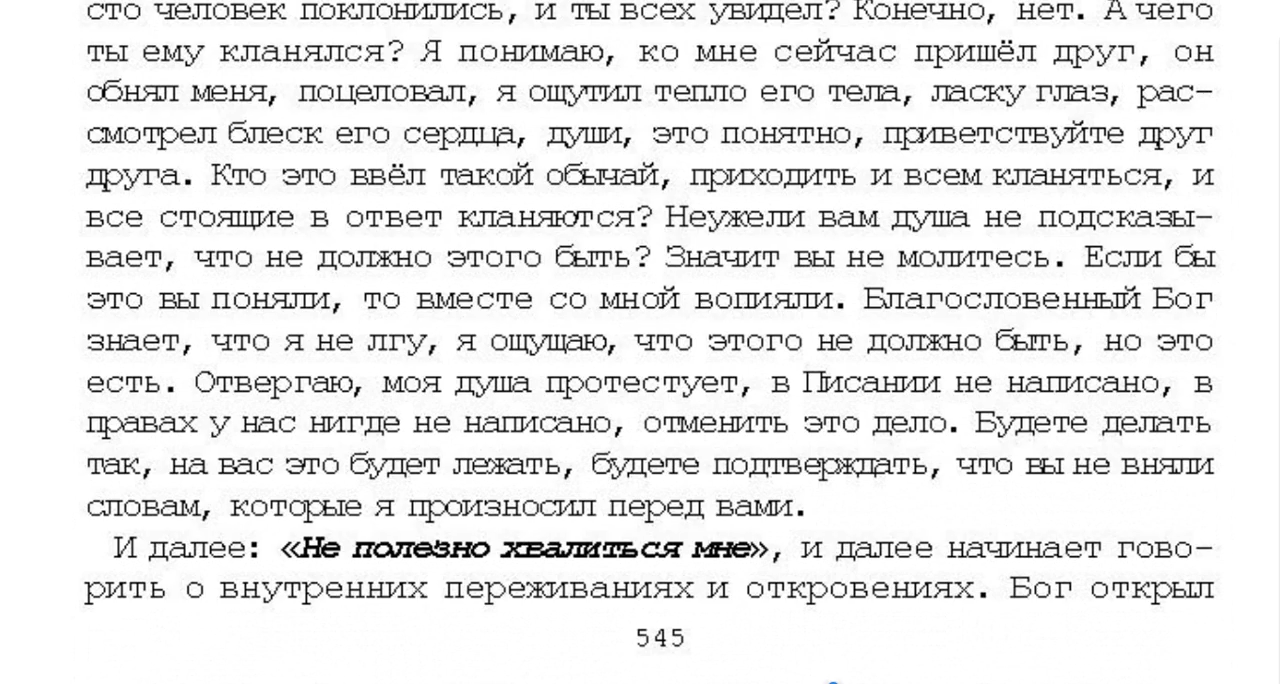 сто человек поклонились, и ты всех увидел? Конечно, нет. А чего
ты ему кланялся? Я понимаю, ко мне сейчас пришёл друг, он
обнял меня, поцеловал, я ощутил тепло его тела, ласку глаз, рас-
смотрел блеск его сердца, души, это понятно, приветствуйте друг
друга. Кто это ввёл такой обычай, приходить и всем кланяться, и
все стоящие в ответ кланяются? Неужели вам душа не подсказы-
вает, что не должно этого быть? Значит вы не молитесь. Если бы
это вы поняли, то вместе со мной вопияли. Благословенный Бог
знает, что я не лгу, я ощущаю, что этого не должно быть, но это
есть. Отвергаю, моя душа протестует, в Писании не написано, в
правах у нас нигде не написано, отменить это дело. Будете делать
так, на вас это будет лежать, будете подтверждать, что вы не вняли
словам, которые я произносил перед вами.
И далее: «Не полезно хвалиться мне», и далее начинает гово-
рить о внутренних переживаниях и откровениях. Бог открыл
545